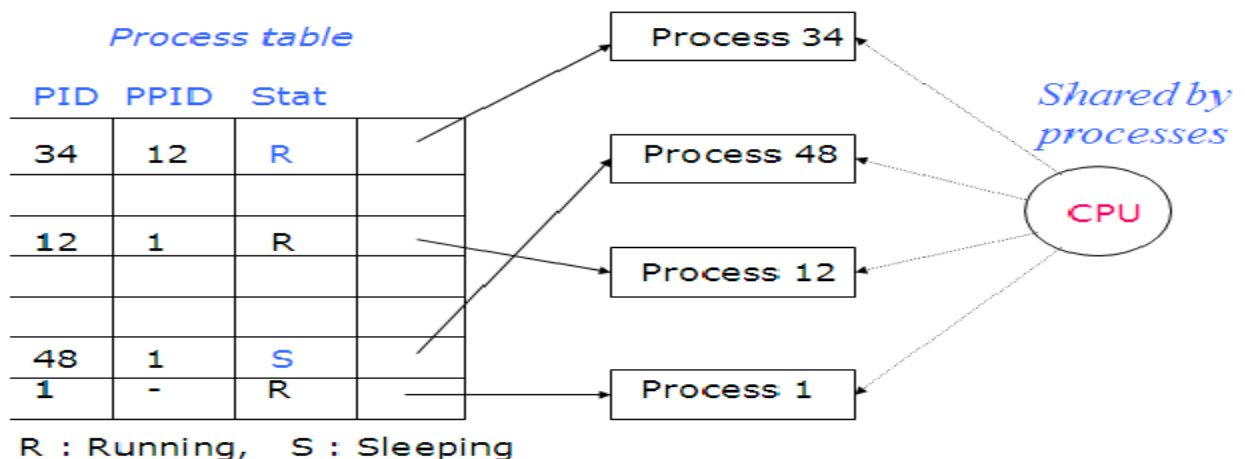 Process table
PID PPID Stat
34 12 R
12 1 R
48 1 S
1 - R
R : Running, S : Sleeping
Process 34
Process 48
Process 12
Process 1
Shared by
processes
CPU